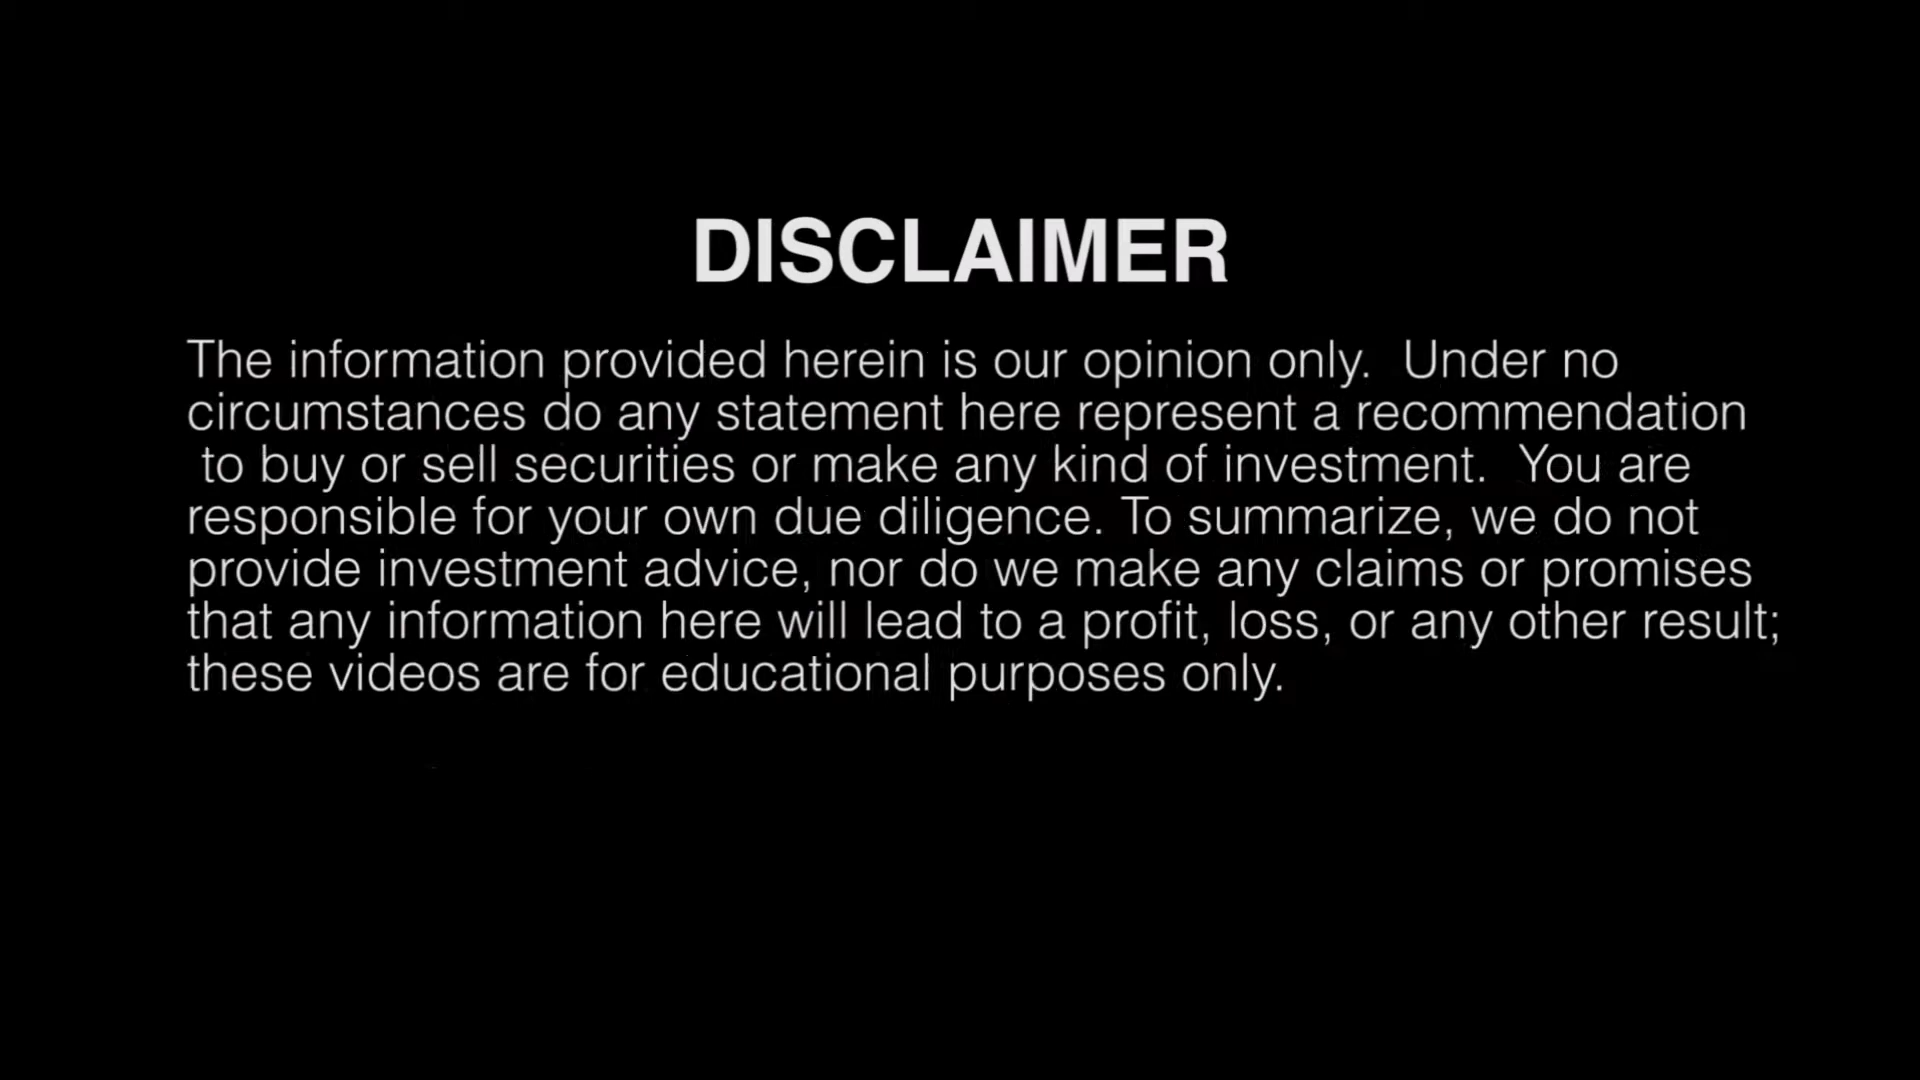 DISCLAIMER
The information provided herein is our opinion only.  Under no
circumstances do any statement here represent a recommendation
to buy or sell securities or make any kind of investment.  You are
responsible for your own due diligence. To summarize, we do not
provide investment advice, nor do we make any claims or promises
that any information here will lead to a profit, loss, or any other result;
these videos are for educational purposes only.